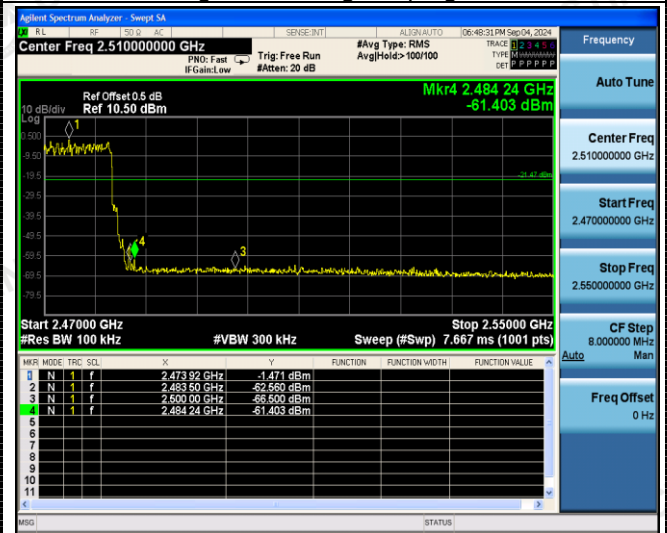 Agilent Spectrum Analyzer - Swept SA
RL RF 50 Ω AC SENSE:INT ALIGNAUTO 06:48:31 PM Sep 04, 2024
Center Freq 2.510000000 GHz #Avg Type: RMS TRACE 1 2 3 4 5 6
PNO: Fast Trig: Free Run Avg|Hold:> 100/100 TYPE M
IFGain:Low #Atten: 20 dB DET P P P P P P
Frequency
Auto Tune
Center Freq
2.510000000 GHz
Start Freq
2.470000000 GHz
Stop Freq
2.550000000 GHz
CF Step
8.000000 MHz
Auto Man
Freq Offset
0 Hz
Mkr4 2.484 24 GHz
-61.403 dBm
Ref Offset 0.5 dB
10 dB/div Ref 10.50 dBm
Log
1
0.500
-9.50
-19.5
-21.47 dBm
-29.5
-39.5
-49.5
4
3
-59.5
-69.5
-79.5
Start 2.47000 GHz Stop 2.55000 GHz
#Res BW 100 kHz #VBW 300 kHz Sweep (#Swp) 7.667 ms (1001 pts)
MKR MODE TRC SCL X Y FUNCTION FUNCTION WIDTH FUNCTION VALUE
1 N 1 f 2.473 92 GHz -1.471 dBm
2 N 1 f 2.483 50 GHz -62.560 dBm
3 N 1 f 2.500 00 GHz -66.500 dBm
4 N 1 f 2.484 24 GHz -61.403 dBm
5
6
7
8
9
10
11
MSG STATUS